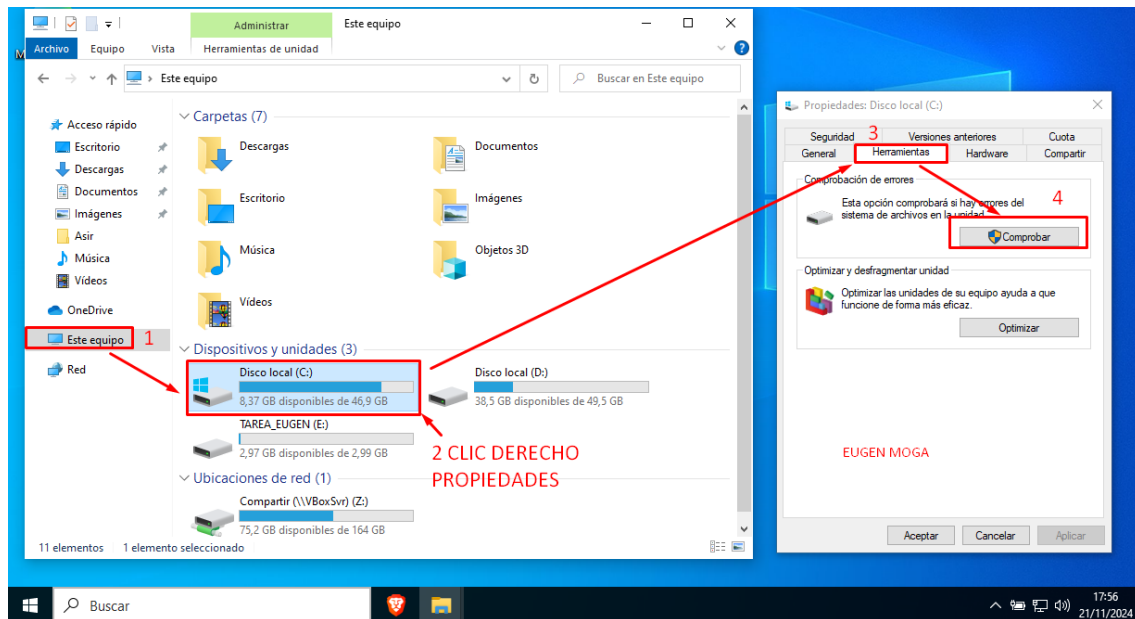 Administrar
Este equipo
Archivo
Equipo
Vista
Herramientas de unidad
Este equipo
Buscar en Este equipo
Acceso rápido
Escritorio
Descargas
Documentos
Imágenes
Asir
Música
Vídeos
OneDrive
Este equipo
1
Red
Carpetas (7)
Descargas
Documentos
Escritorio
Imágenes
Música
Objetos 3D
Vídeos
Dispositivos y unidades (3)
Disco local (C:)
8,37 GB disponibles de 46,9 GB
Disco local (D:)
38,5 GB disponibles de 49,5 GB
TAREA_EUGEN (E:)
2,97 GB disponibles de 2,99 GB
2 CLIC DERECHO
PROPIEDADES
Ubicaciones de red (1)
Compartir (\\VBoxSvr) (Z:)
75,2 GB disponibles de 164 GB
11 elementos
1 elemento seleccionado
Propiedades: Disco local (C:)
Seguridad
3
Versiones anteriores
Cuota
General
Herramientas
Hardware
Compartir
Comprobación de errores
Esta opción comprobará si hay errores del
sistema de archivos en la unidad.
4
Comprobar
Optimizar y desfragmentar unidad
Optimizar las unidades de su equipo ayuda a que
funcione de forma más eficaz.
Optimizar
EUGEN MOGA
Aceptar
Cancelar
Aplicar
Buscar
17:56
21/11/2024
M